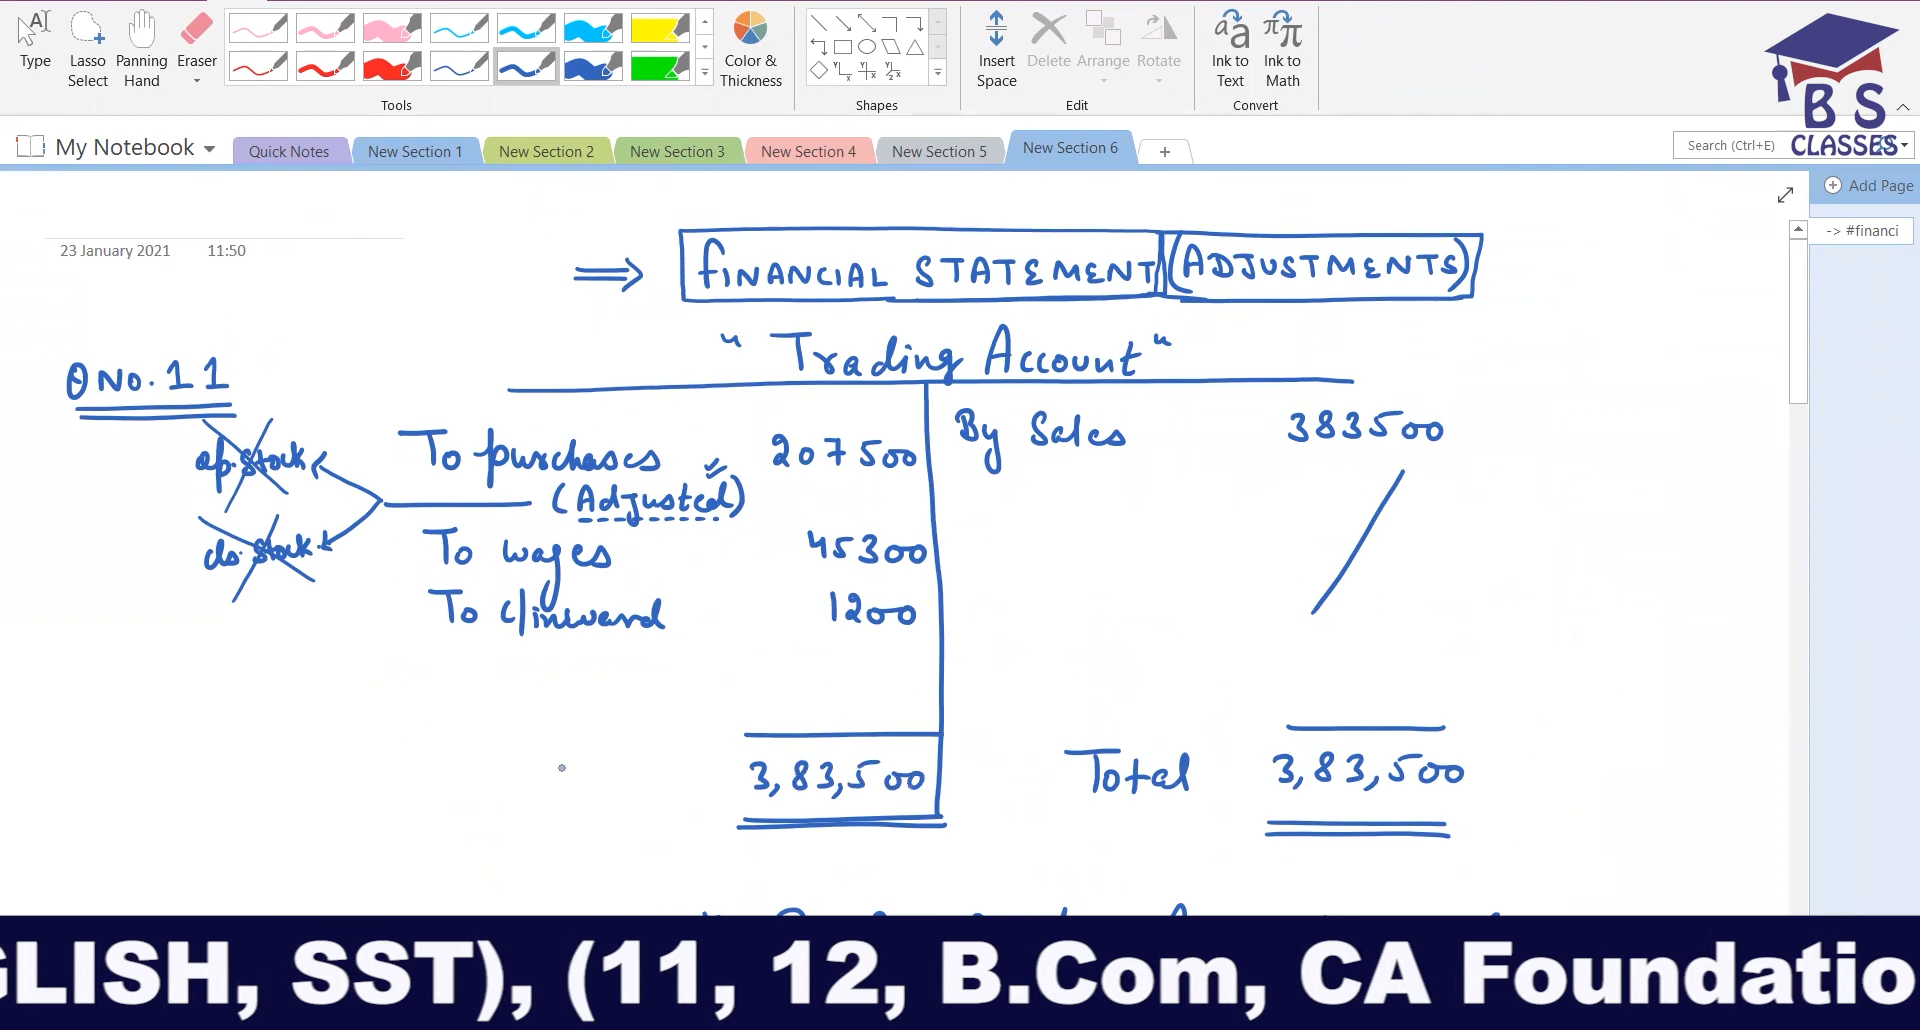 Type
Lasso Select
Panning Hand
Eraser
Color & Thickness
Insert Space
Delete
Arrange
Rotate
Ink to Text
Ink to Math
Tools
Shapes
Edit
Convert
BS
CLASSES
My Notebook
Quick Notes
New Section 1
New Section 2
New Section 3
New Section 4
New Section 5
New Section 6
+
Search (Ctrl+E)
Add Page
-> #financi
23 January 2021 11:50
⇒ FINANCIAL STATEMENT (ADJUSTMENTS)
" Trading Account "
Q No. 11
op. stock
clo. stock
To purchases 207500
(Adjusted)
To wages 45300
To c/inward 1200
3,83,500
By Sales 383500
Total 3,83,500
GLISH, SST), (11, 12, B.Com, CA Foundatio